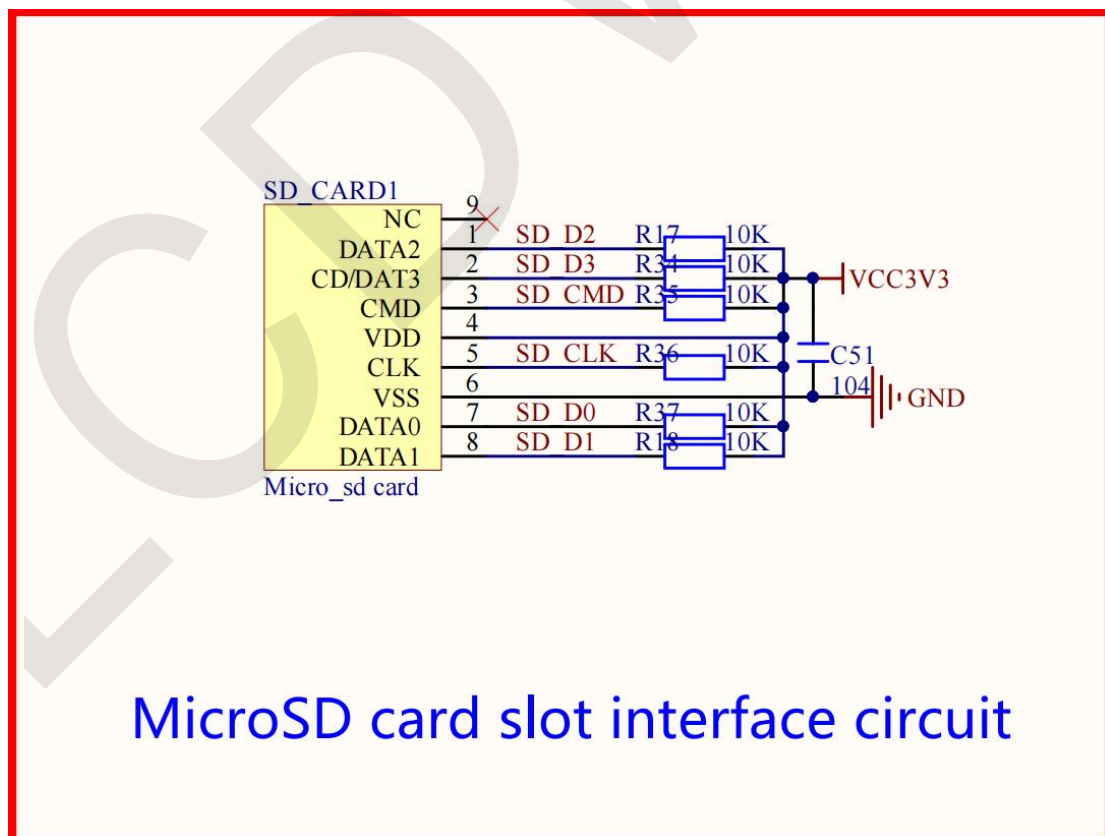 SD_CARD1
NC 9
DATA2 1 SD_D2 R17 10K
CD/DAT3 2 SD_D3 R34 10K VCC3V3
CMD 3 SD_CMD R35 10K
VDD 4
CLK 5 SD_CLK R36 10K C51
VSS 6 104 GND
DATA0 7 SD_D0 R37 10K
DATA1 8 SD_D1 R18 10K
Micro_sd card
MicroSD card slot interface circuit